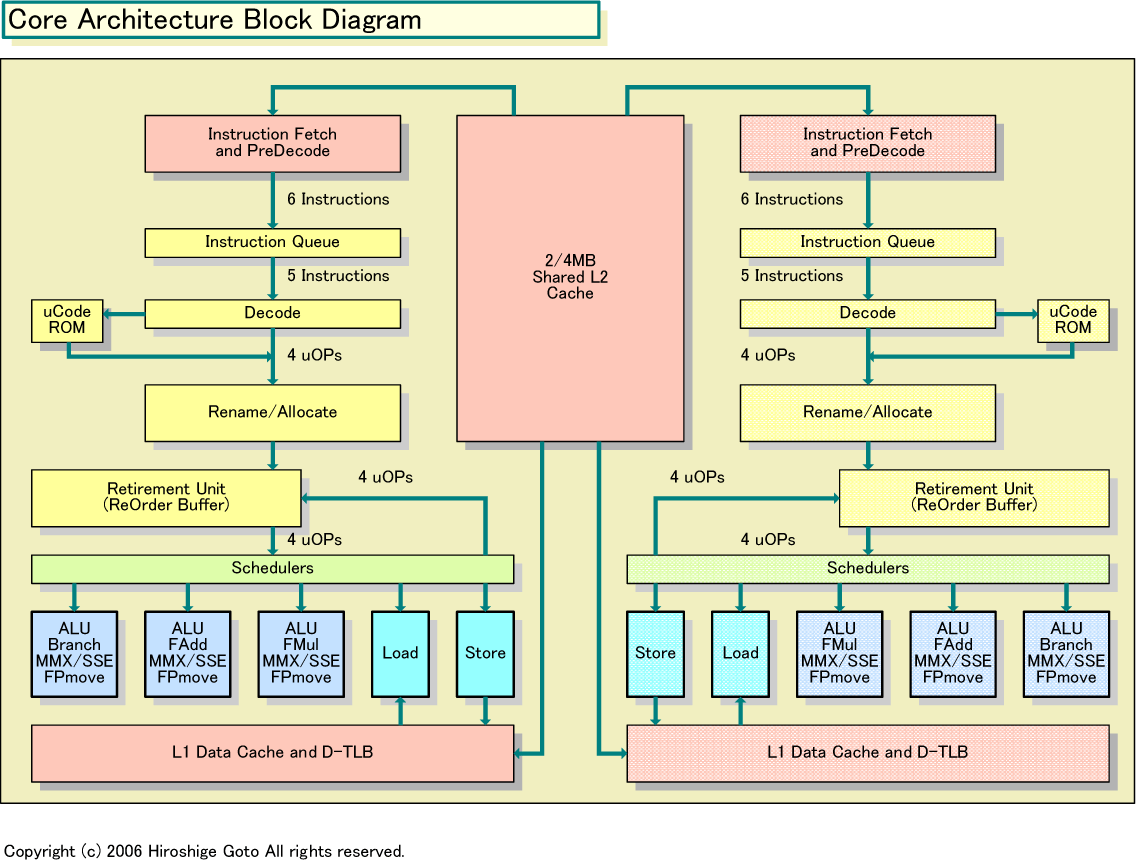 Core Architecture Block Diagram
Instruction Fetch
and PreDecode
6 Instructions
Instruction Queue
5 Instructions
uCode
ROM
Decode
4 uOPs
Rename/Allocate
Retirement Unit
(ReOrder Buffer)
4 uOPs
4 uOPs
Schedulers
ALU
Branch
MMX/SSE
FPmove
ALU
FAdd
MMX/SSE
FPmove
ALU
FMul
MMX/SSE
FPmove
Load
Store
L1 Data Cache and D-TLB
2/4MB
Shared L2
Cache
Instruction Fetch
and PreDecode
6 Instructions
Instruction Queue
5 Instructions
Decode
uCode
ROM
4 uOPs
Rename/Allocate
4 uOPs
Retirement Unit
(ReOrder Buffer)
4 uOPs
Schedulers
Store
Load
ALU
FMul
MMX/SSE
FPmove
ALU
FAdd
MMX/SSE
FPmove
ALU
Branch
MMX/SSE
FPmove
L1 Data Cache and D-TLB
Copyright (c) 2006 Hiroshige Goto All rights reserved.